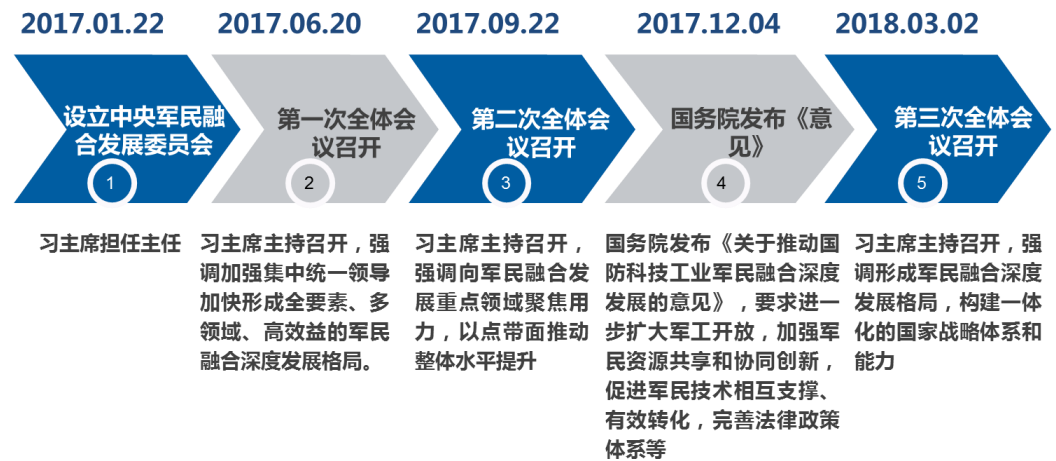 2017.01.22
2017.06.20
2017.09.22
2017.12.04
2018.03.02
设立中央军民融
合发展委员会
1
第一次全体会
议召开
2
第二次全体会
议召开
3
国务院发布《意
见》
4
第三次全体会
议召开
5
习主席担任主任
习主席主持召开，强
调加强集中统一领导
加快形成全要素、多
领域、高效益的军民
融合深度发展格局。
习主席主持召开，
强调向军民融合发
展重点领域聚焦用
力，以点带面推动
整体水平提升
国务院发布《关于推动国
防科技工业军民融合深度
发展的意见》，要求进一
步扩大军工开放，加强军
民资源共享和协同创新，
促进军民技术相互支撑、
有效转化，完善法律政策
体系等
习主席主持召开，强
调形成军民融合深度
发展格局，构建一体
化的国家战略体系和
能力